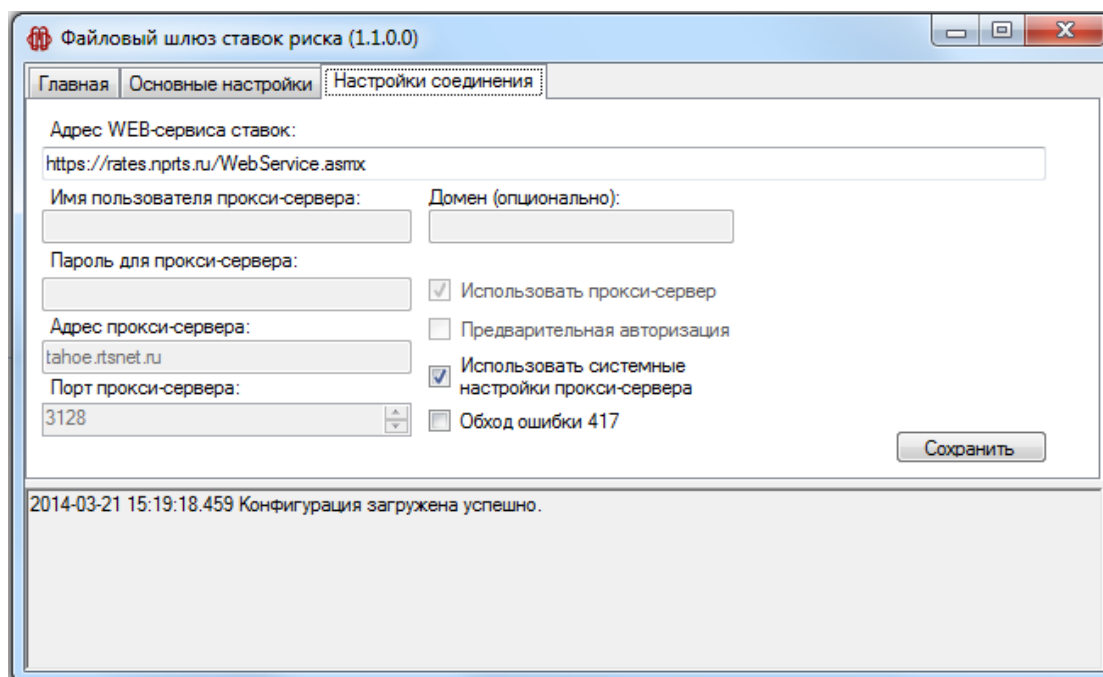 Файловый шлюз ставок риска (1.1.0.0)
Главная Основные настройки Настройки соединения
Адрес WEB-сервиса ставок:
https://rates.nprts.ru/WebService.asmx
Имя пользователя прокси-сервера: Домен (опционально):
Пароль для прокси-сервера:
Использовать прокси-сервер
Адрес прокси-сервера:
Предварительная авторизация
tahoe.rtsnet.ru
Использовать системные
настройки прокси-сервера
Порт прокси-сервера:
3128
Обход ошибки 417
Сохранить
2014-03-21 15:19:18.459 Конфигурация загружена успешно.